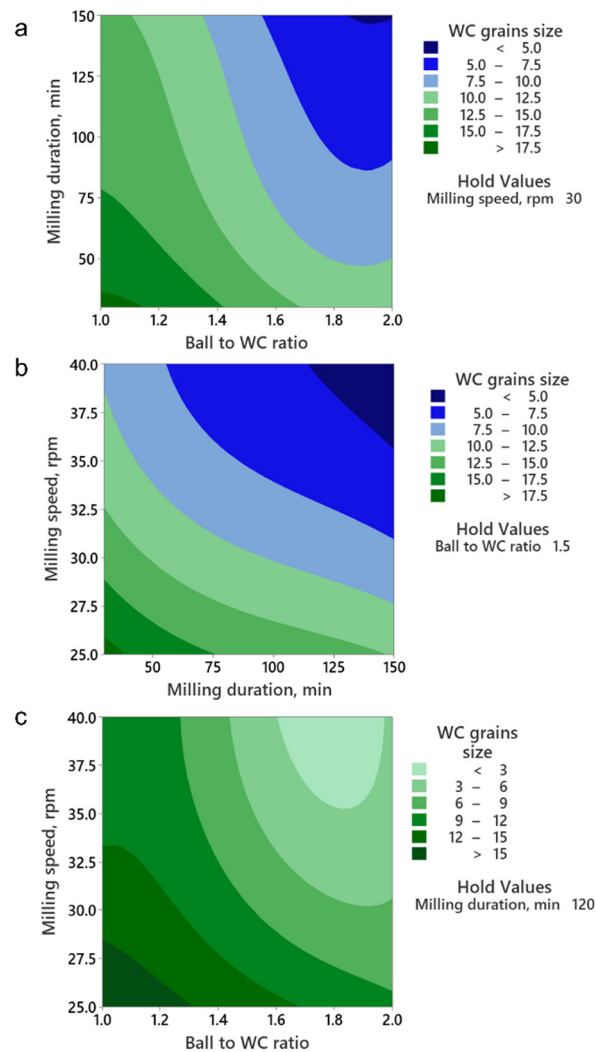 a
150
125
100
75
50
Milling duration, min
1.0 1.2 1.4 1.6 1.8 2.0
Ball to WC ratio
WC grains size
< 5.0
5.0 – 7.5
7.5 – 10.0
10.0 – 12.5
12.5 – 15.0
15.0 – 17.5
> 17.5
Hold Values
Milling speed, rpm 30
b
40.0
37.5
35.0
32.5
30.0
27.5
25.0
Milling speed, rpm
50 75 100 125 150
Milling duration, min
WC grains size
< 5.0
5.0 – 7.5
7.5 – 10.0
10.0 – 12.5
12.5 – 15.0
15.0 – 17.5
> 17.5
Hold Values
Ball to WC ratio 1.5
c
40.0
37.5
35.0
32.5
30.0
27.5
25.0
Milling speed, rpm
1.0 1.2 1.4 1.6 1.8 2.0
Ball to WC ratio
WC grains
size
< 3
3 – 6
6 – 9
9 – 12
12 – 15
> 15
Hold Values
Milling duration, min 120